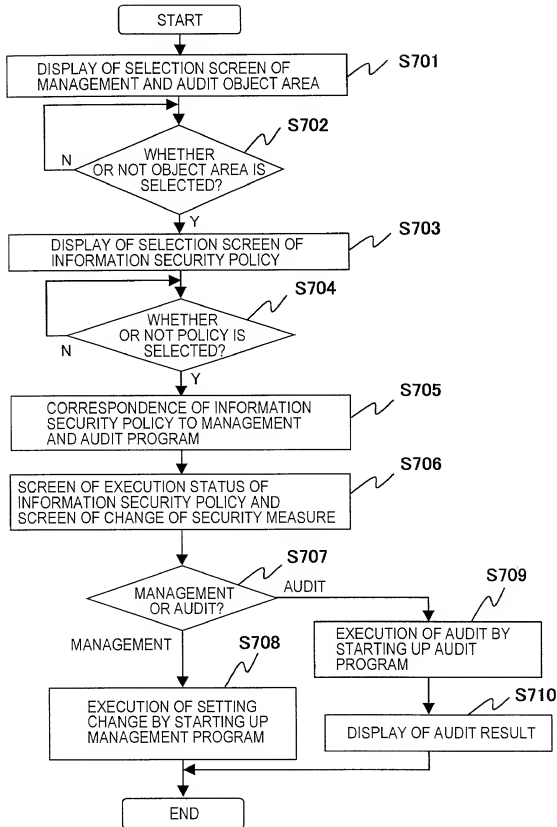 START
DISPLAY OF SELECTION SCREEN OF
MANAGEMENT AND AUDIT OBJECT AREA
S701
S702
WHETHER
OR NOT OBJECT AREA IS
SELECTED?
N
Y
DISPLAY OF SELECTION SCREEN OF
INFORMATION SECURITY POLICY
S703
S704
WHETHER
OR NOT POLICY IS
SELECTED?
N
Y
CORRESPONDENCE OF INFORMATION
SECURITY POLICY TO MANAGEMENT
AND AUDIT PROGRAM
S705
SCREEN OF EXECUTION STATUS OF
INFORMATION SECURITY POLICY AND
SCREEN OF CHANGE OF SECURITY MEASURE
S706
S707
MANAGEMENT
OR AUDIT?
AUDIT
MANAGEMENT
S708
EXECUTION OF SETTING
CHANGE BY STARTING UP
MANAGEMENT PROGRAM
S709
EXECUTION OF AUDIT BY
STARTING UP AUDIT
PROGRAM
S710
DISPLAY OF AUDIT RESULT
END